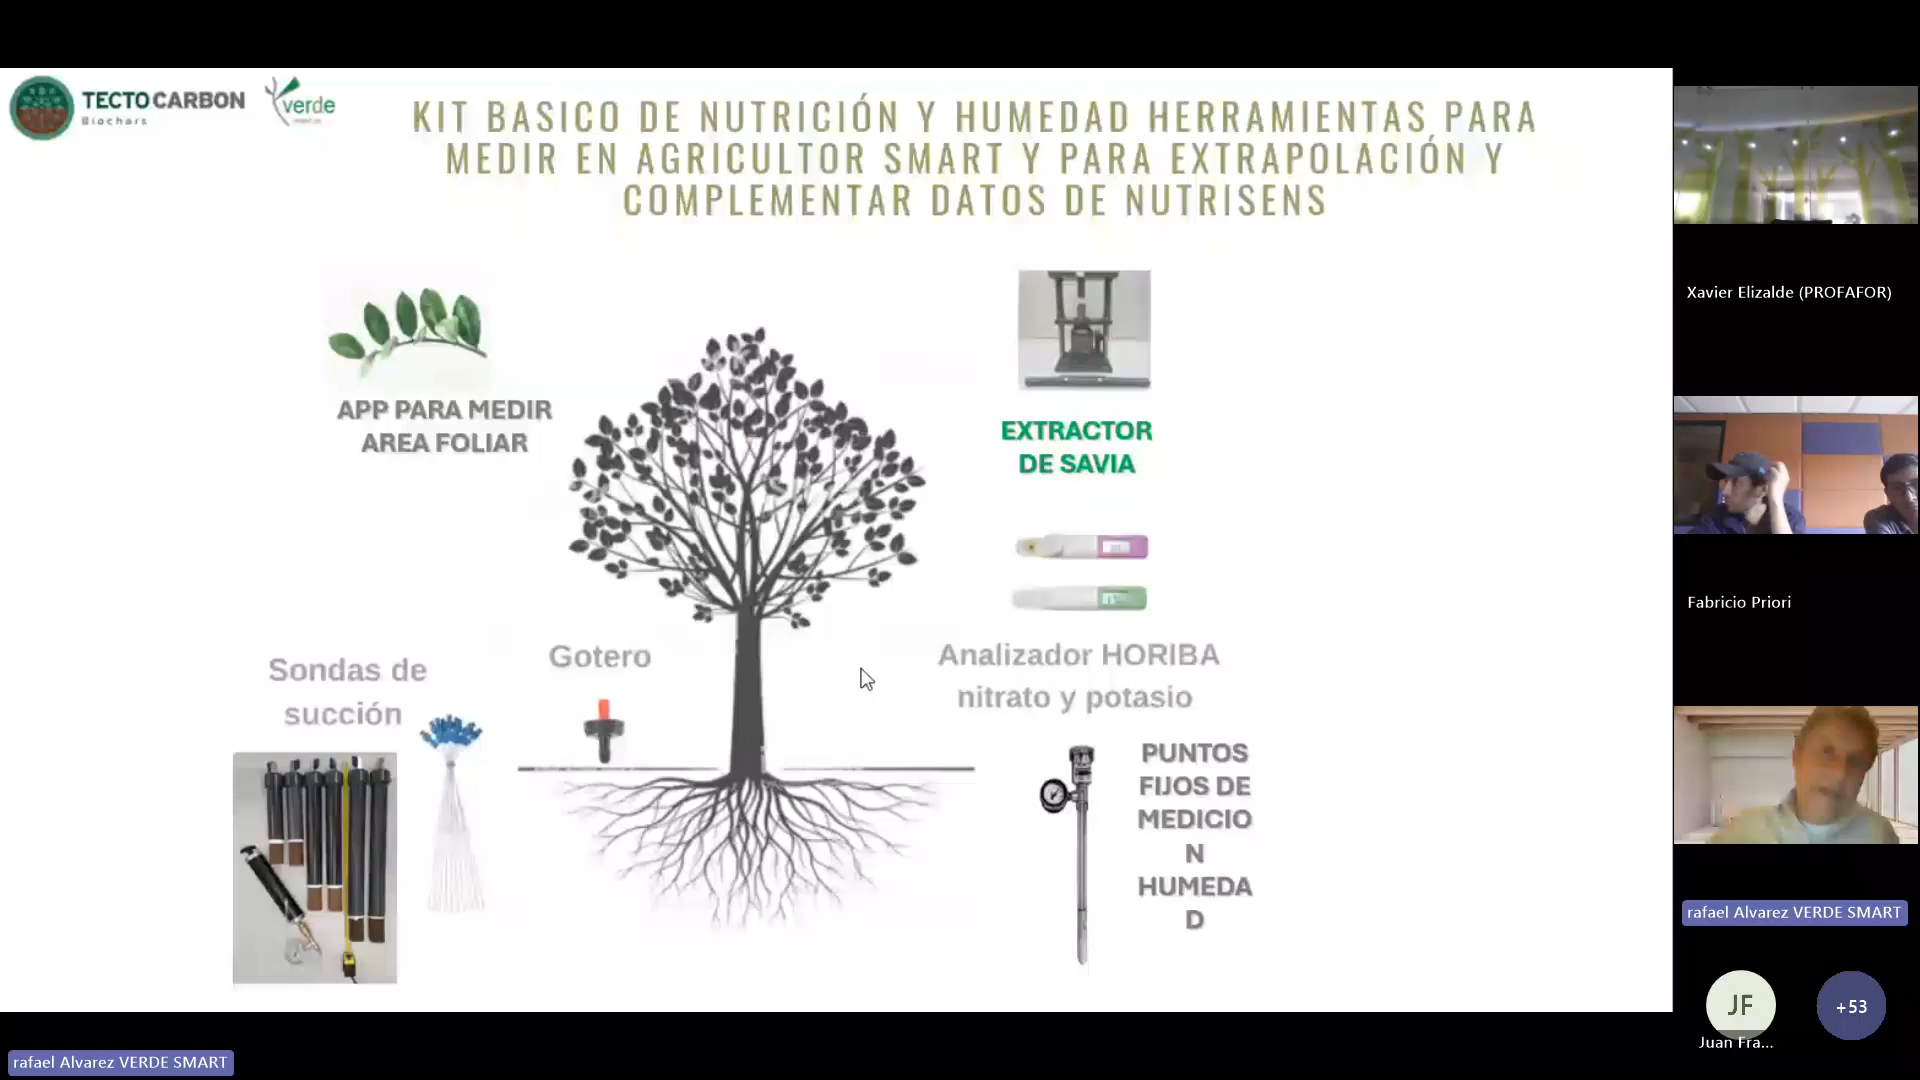 TECTO CARBON
Biochars
verde
KIT BASICO DE NUTRICIÓN Y HUMEDAD HERRAMIENTAS PARA
MEDIR EN AGRICULTOR SMART Y PARA EXTRAPOLACIÓN Y
COMPLEMENTAR DATOS DE NUTRISENS
APP PARA MEDIR
AREA FOLIAR
EXTRACTOR
DE SAVIA
Sondas de
succión
Gotero
Analizador HORIBA
nitrato y potasio
PUNTOS
FIJOS DE
MEDICIO
N
HUMEDA
D
Xavier Elizalde (PROFAFOR)
Fabricio Priori
rafael Alvarez VERDE SMART
JF
Juan Fra...
+53
rafael Alvarez VERDE SMART